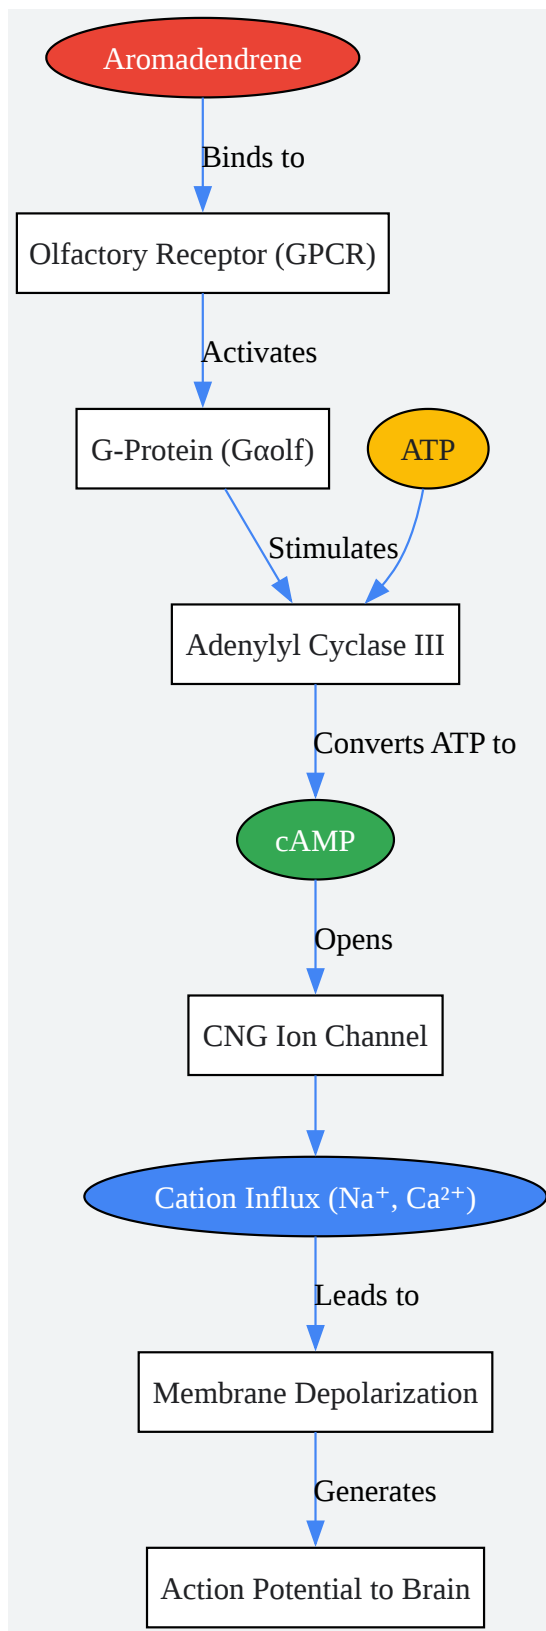 Aromadendrene
Binds to
Olfactory Receptor (GPCR)
Activates
G-Protein (Gαolf)
ATP
Stimulates
Adenylyl Cyclase III
Converts ATP to
cAMP
Opens
CNG Ion Channel
Cation Influx (Na⁺, Ca²⁺)
Leads to
Membrane Depolarization
Generates
Action Potential to Brain